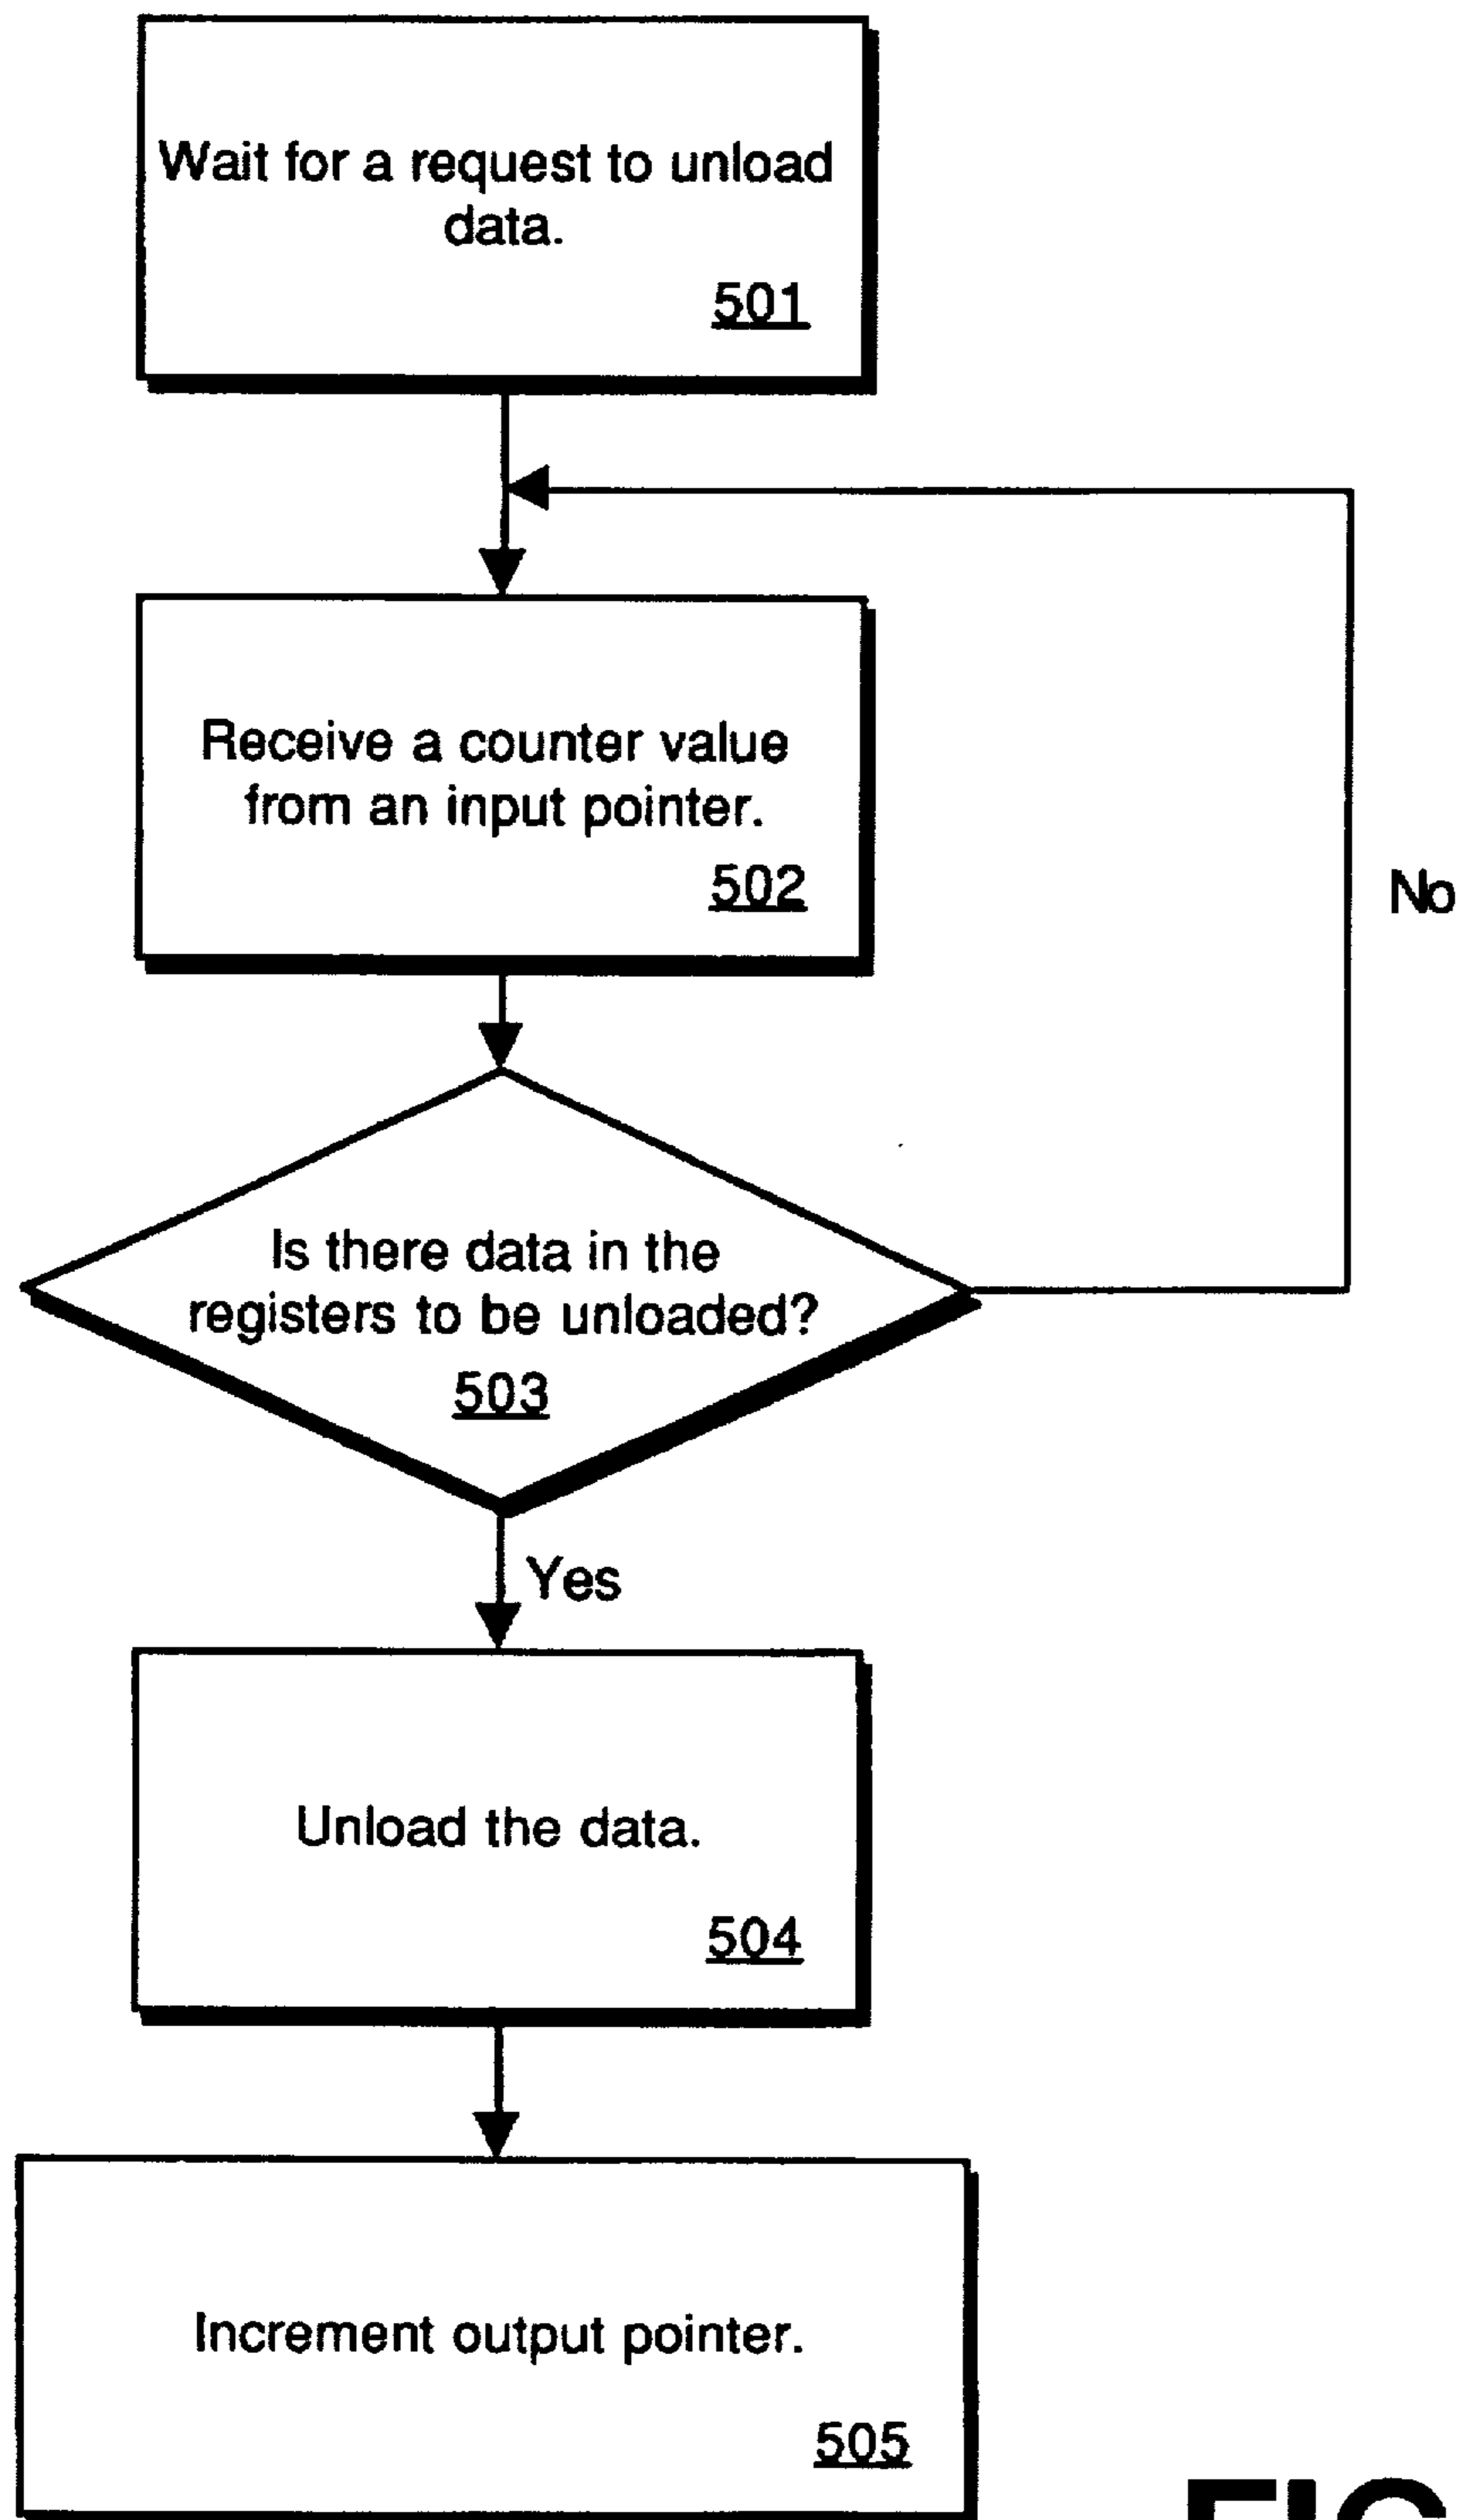 Wait for a request to unload
data.
501
Receive a counter value
from an input pointer.
502
No
Is there data in the
registers to be unloaded?
503
Yes
Unload the data.
504
Increment output pointer.
505